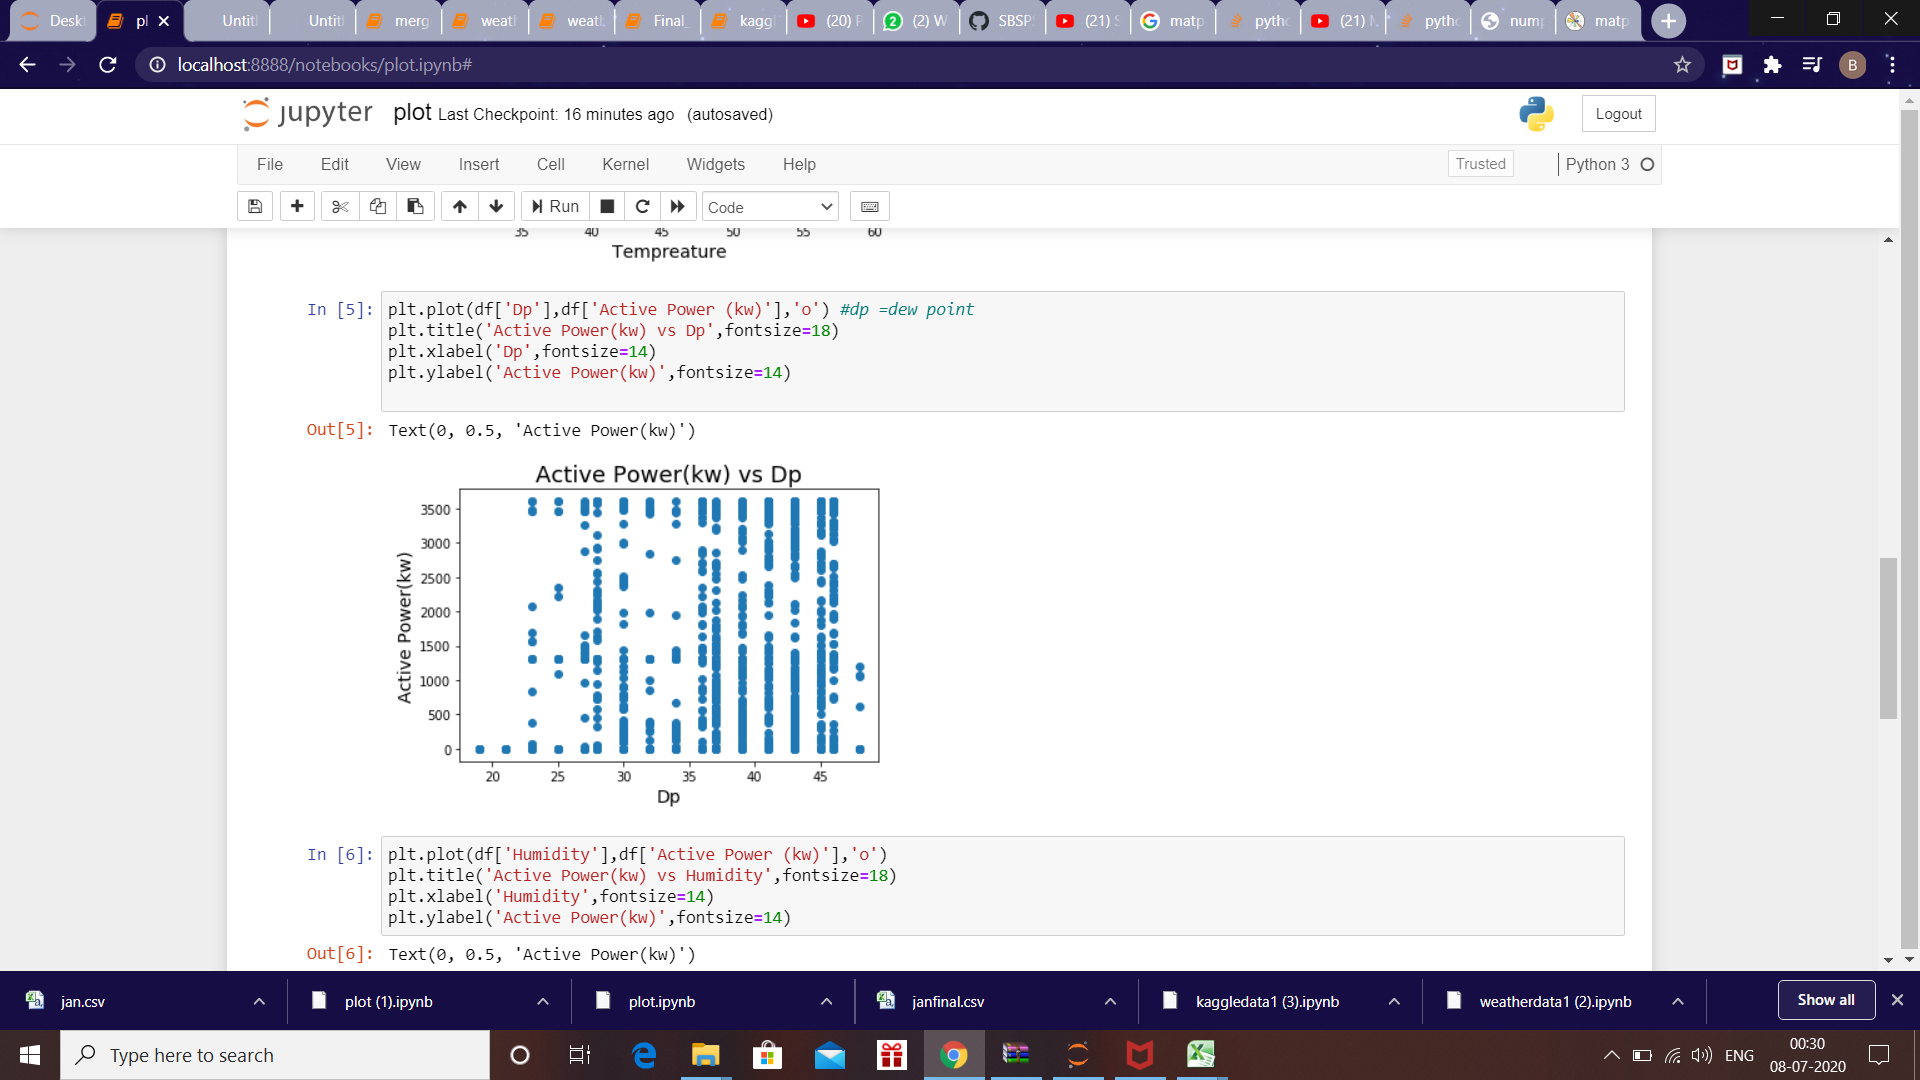 Deskt
pl
Untitl
Untitl
merg
weath
weath
Final_
kaggl
(20) F
(2) W
SBSP
(21) S
matp
pytho
(21) N
pytho
nump
matp
localhost:8888/notebooks/plot.ipynb#
B
jupyter plot Last Checkpoint: 16 minutes ago (autosaved)
Logout
File Edit View Insert Cell Kernel Widgets Help
Trusted
Python 3
Run
Code
35 40 45 50 55 60
Tempreature
In [5]: plt.plot(df['Dp'],df['Active Power (kw)'],'o') #dp =dew point
plt.title('Active Power(kw) vs Dp',fontsize=18)
plt.xlabel('Dp',fontsize=14)
plt.ylabel('Active Power(kw)',fontsize=14)
Out[5]: Text(0, 0.5, 'Active Power(kw)')
Active Power(kw) vs Dp
Active Power(kw)
3500
3000
2500
2000
1500
1000
500
0
20 25 30 35 40 45
Dp
In [6]: plt.plot(df['Humidity'],df['Active Power (kw)'],'o')
plt.title('Active Power(kw) vs Humidity',fontsize=18)
plt.xlabel('Humidity',fontsize=14)
plt.ylabel('Active Power(kw)',fontsize=14)
Out[6]: Text(0, 0.5, 'Active Power(kw)')
jan.csv
plot (1).ipynb
plot.ipynb
janfinal.csv
kaggledata1 (3).ipynb
weatherdata1 (2).ipynb
Show all
Type here to search
ENG
00:30
08-07-2020